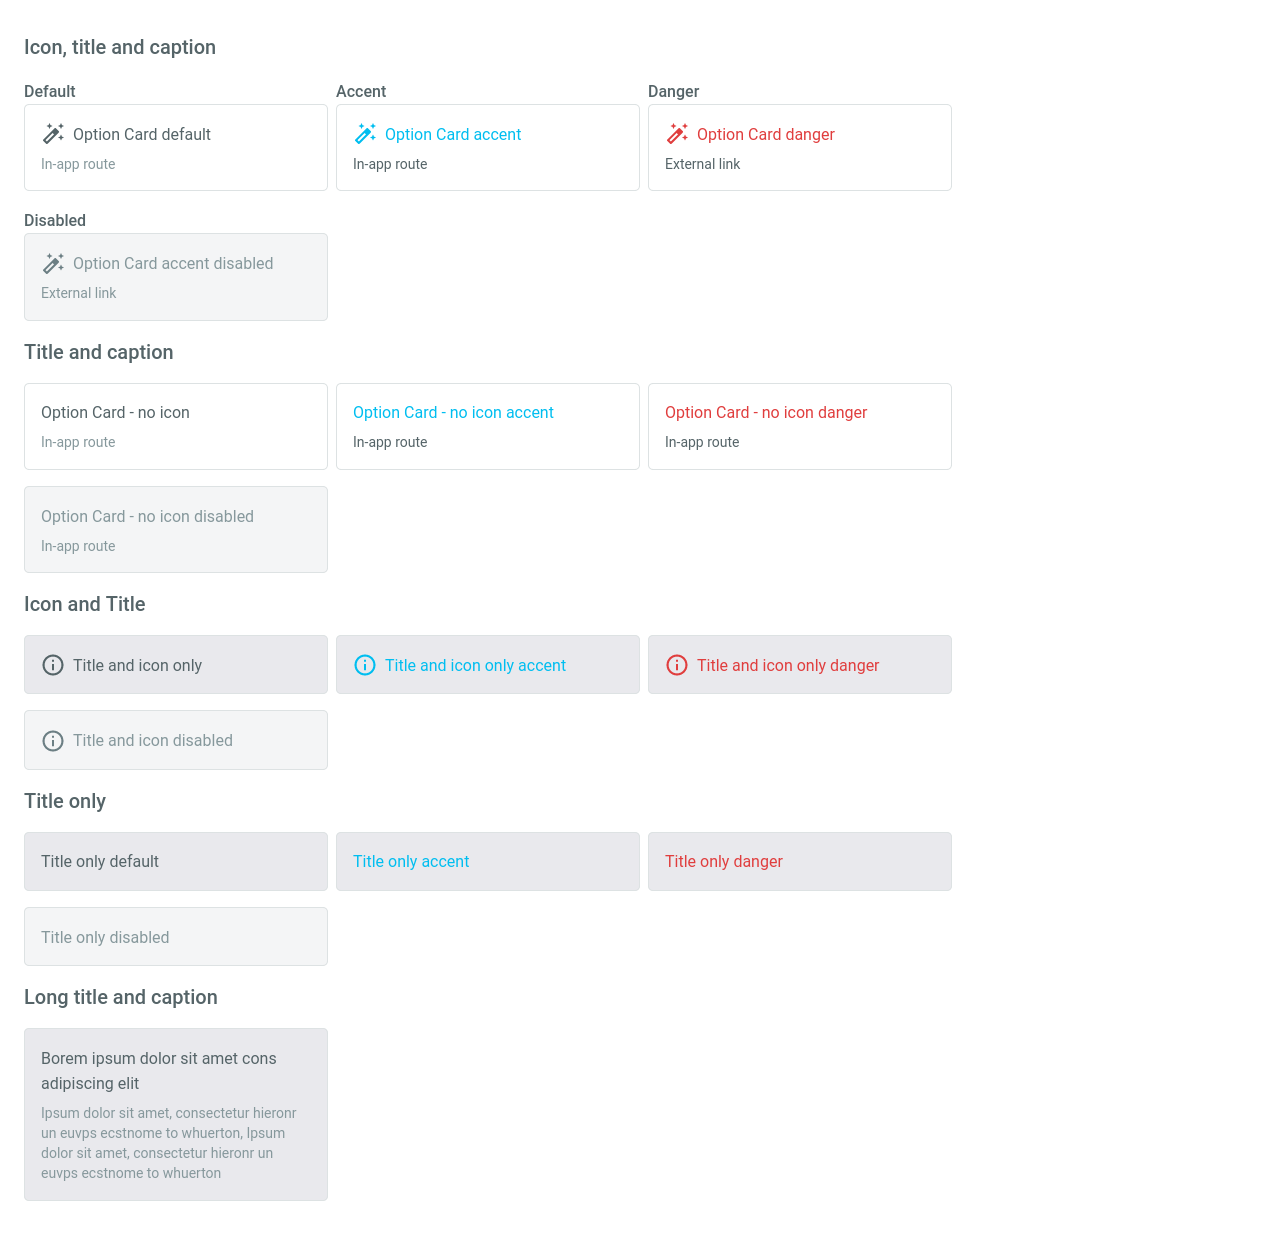 Icon, title and caption
Default
Accent
Danger
Option Card default
In-app route
Option Card accent
In-app route
Option Card danger
External link
Disabled
Option Card accent disabled
External link
Title and caption
Option Card - no icon
In-app route
Option Card - no icon accent
In-app route
Option Card - no icon danger
In-app route
Option Card - no icon disabled
In-app route
Icon and Title
Title and icon only
Title and icon only accent
Title and icon only danger
Title and icon disabled
Title only
Title only default
Title only accent
Title only danger
Title only disabled
Long title and caption
Borem ipsum dolor sit amet cons
adipiscing elit
Ipsum dolor sit amet, consectetur hieronr
un euvps ecstnome to whuerton, Ipsum
dolor sit amet, consectetur hieronr un
euvps ecstnome to whuerton